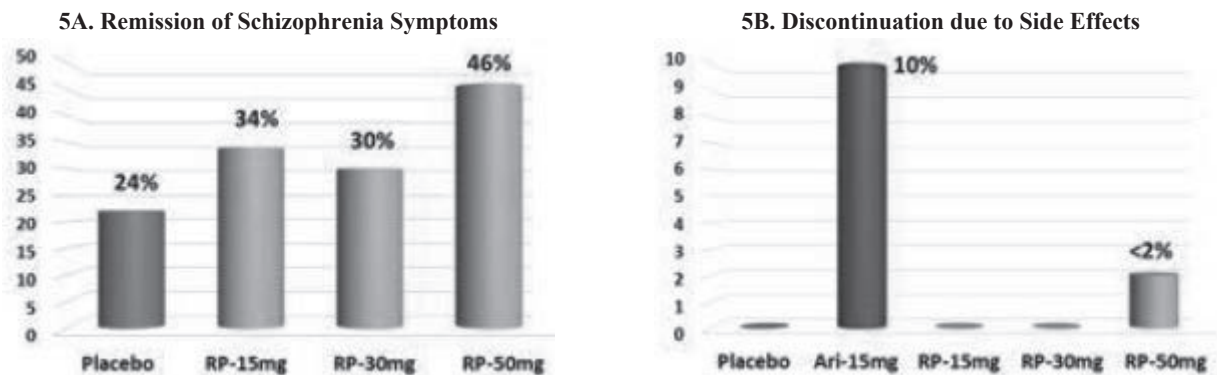 5A. Remission of Schizophrenia Symptoms
50
45
40
35
30
25
20
15
10
5
0
24%
34%
30%
46%
Placebo
RP-15mg
RP-30mg
RP-50mg
5B. Discontinuation due to Side Effects
10
9
8
7
6
5
4
3
2
1
0
10%
<2%
Placebo
Ari-15mg
RP-15mg
RP-30mg
RP-50mg